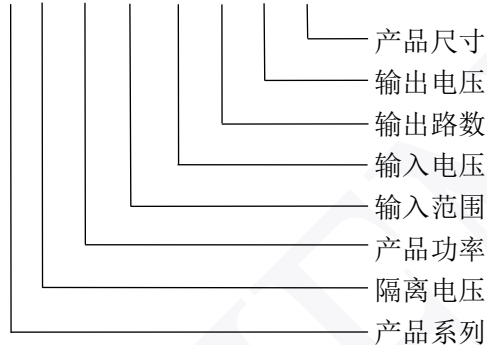 产品尺寸
输出电压
输出路数
输入电压
输入范围
产品功率
隔离电压
产品系列